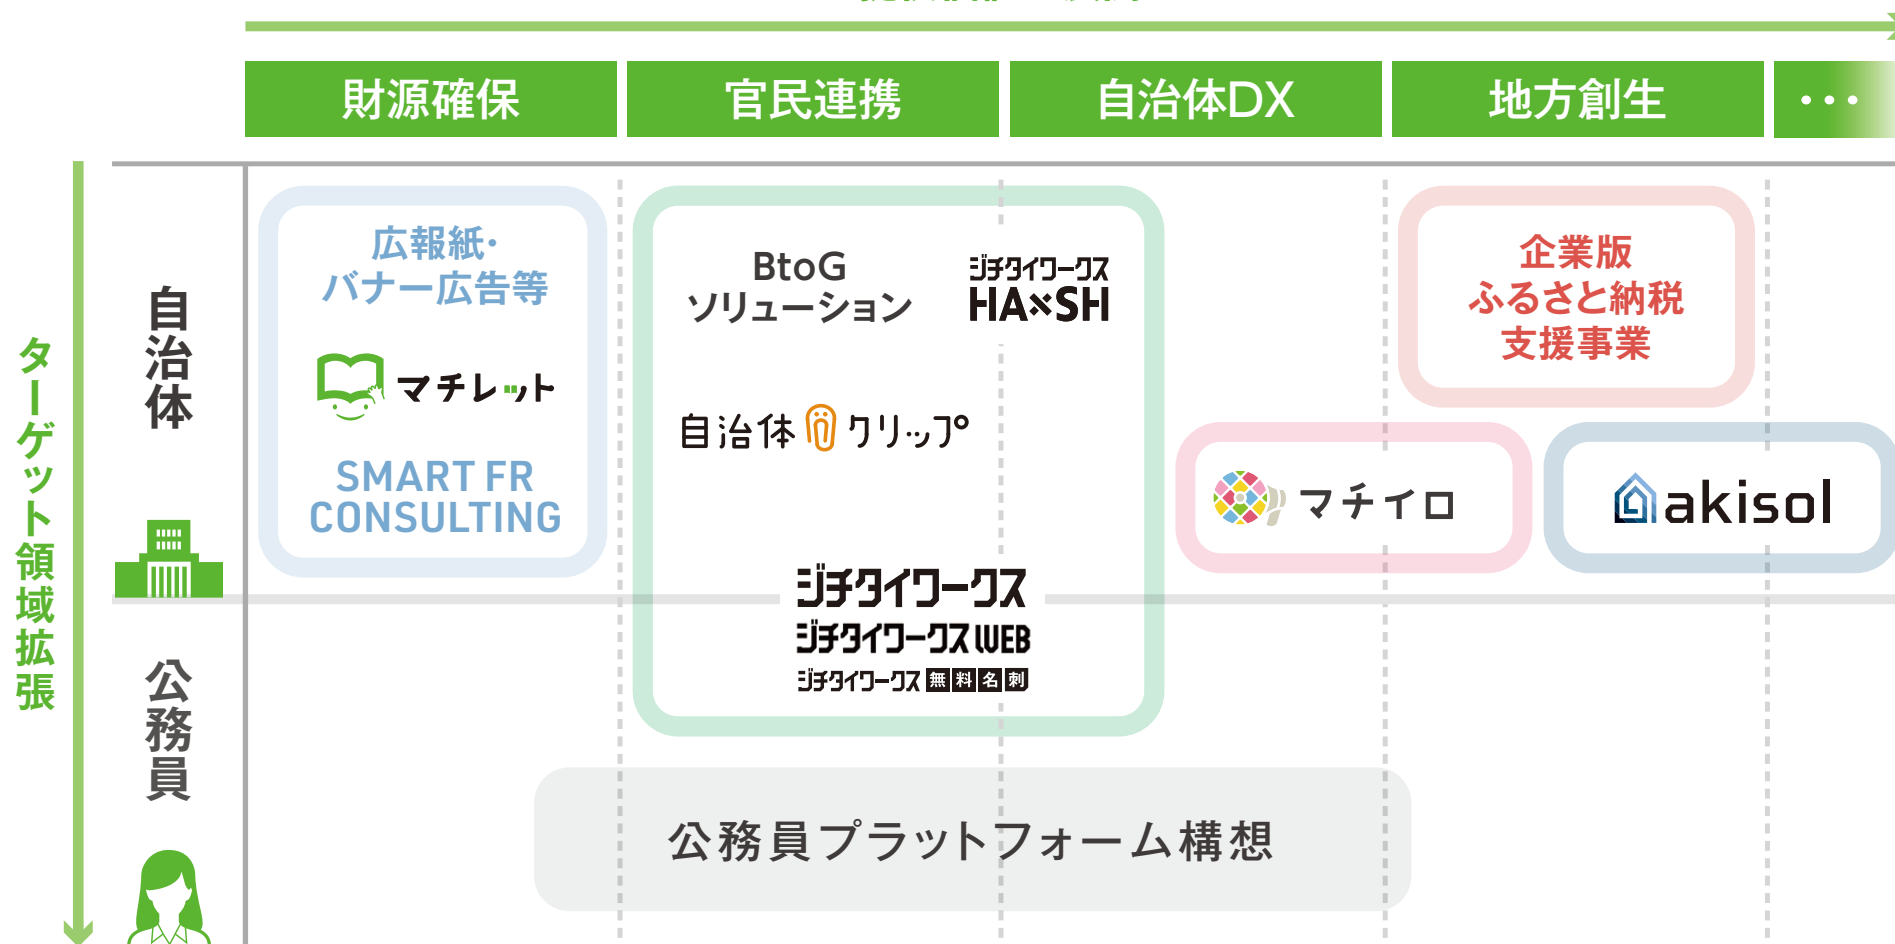 財源確保
官民連携
自治体DX
地方創生
...
ターゲット領域拡張
自治体
広報紙・
バナー広告等
マチレット
SMART FR
CONSULTING
BtoG
ソリューション
ジチタイワークス
HA×SH
自治体クリップ
企業版
ふるさと納税
支援事業
マチイロ
akisol
ジチタイワークス
ジチタイワークス WEB
ジチタイワークス 無料名刺
公務員
公務員プラットフォーム構想